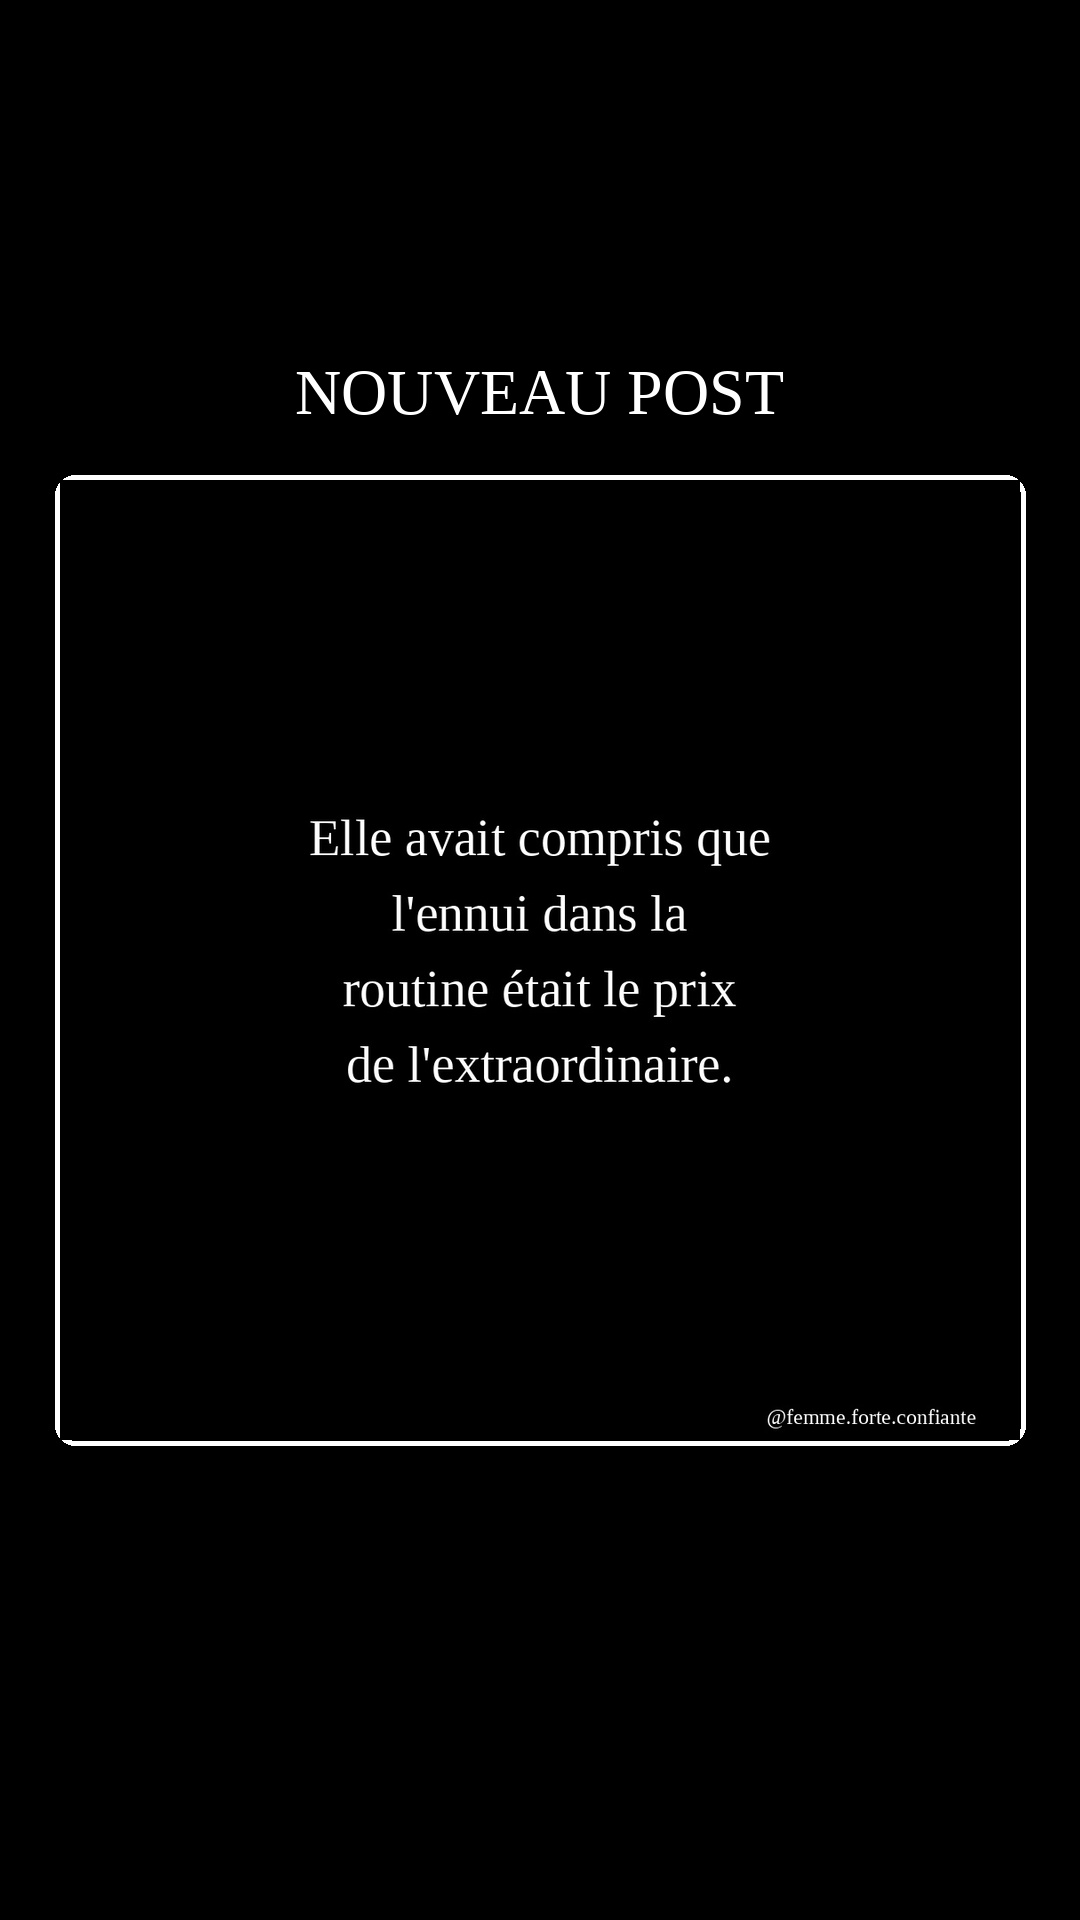 NOUVEAU POST
Elle avait compris que
l'ennui dans la
routine était le prix
de l'extraordinaire.
@femme.forte.confiante